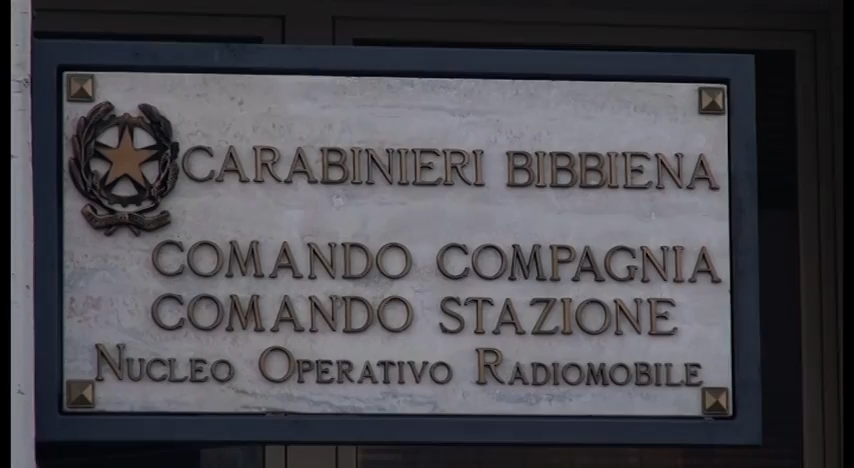 CARABINIERI BIBBIENA
COMANDO COMPAGNIA
COMANDO STAZIONE
NUCLEO OPERATIVO RADIOMOBILE